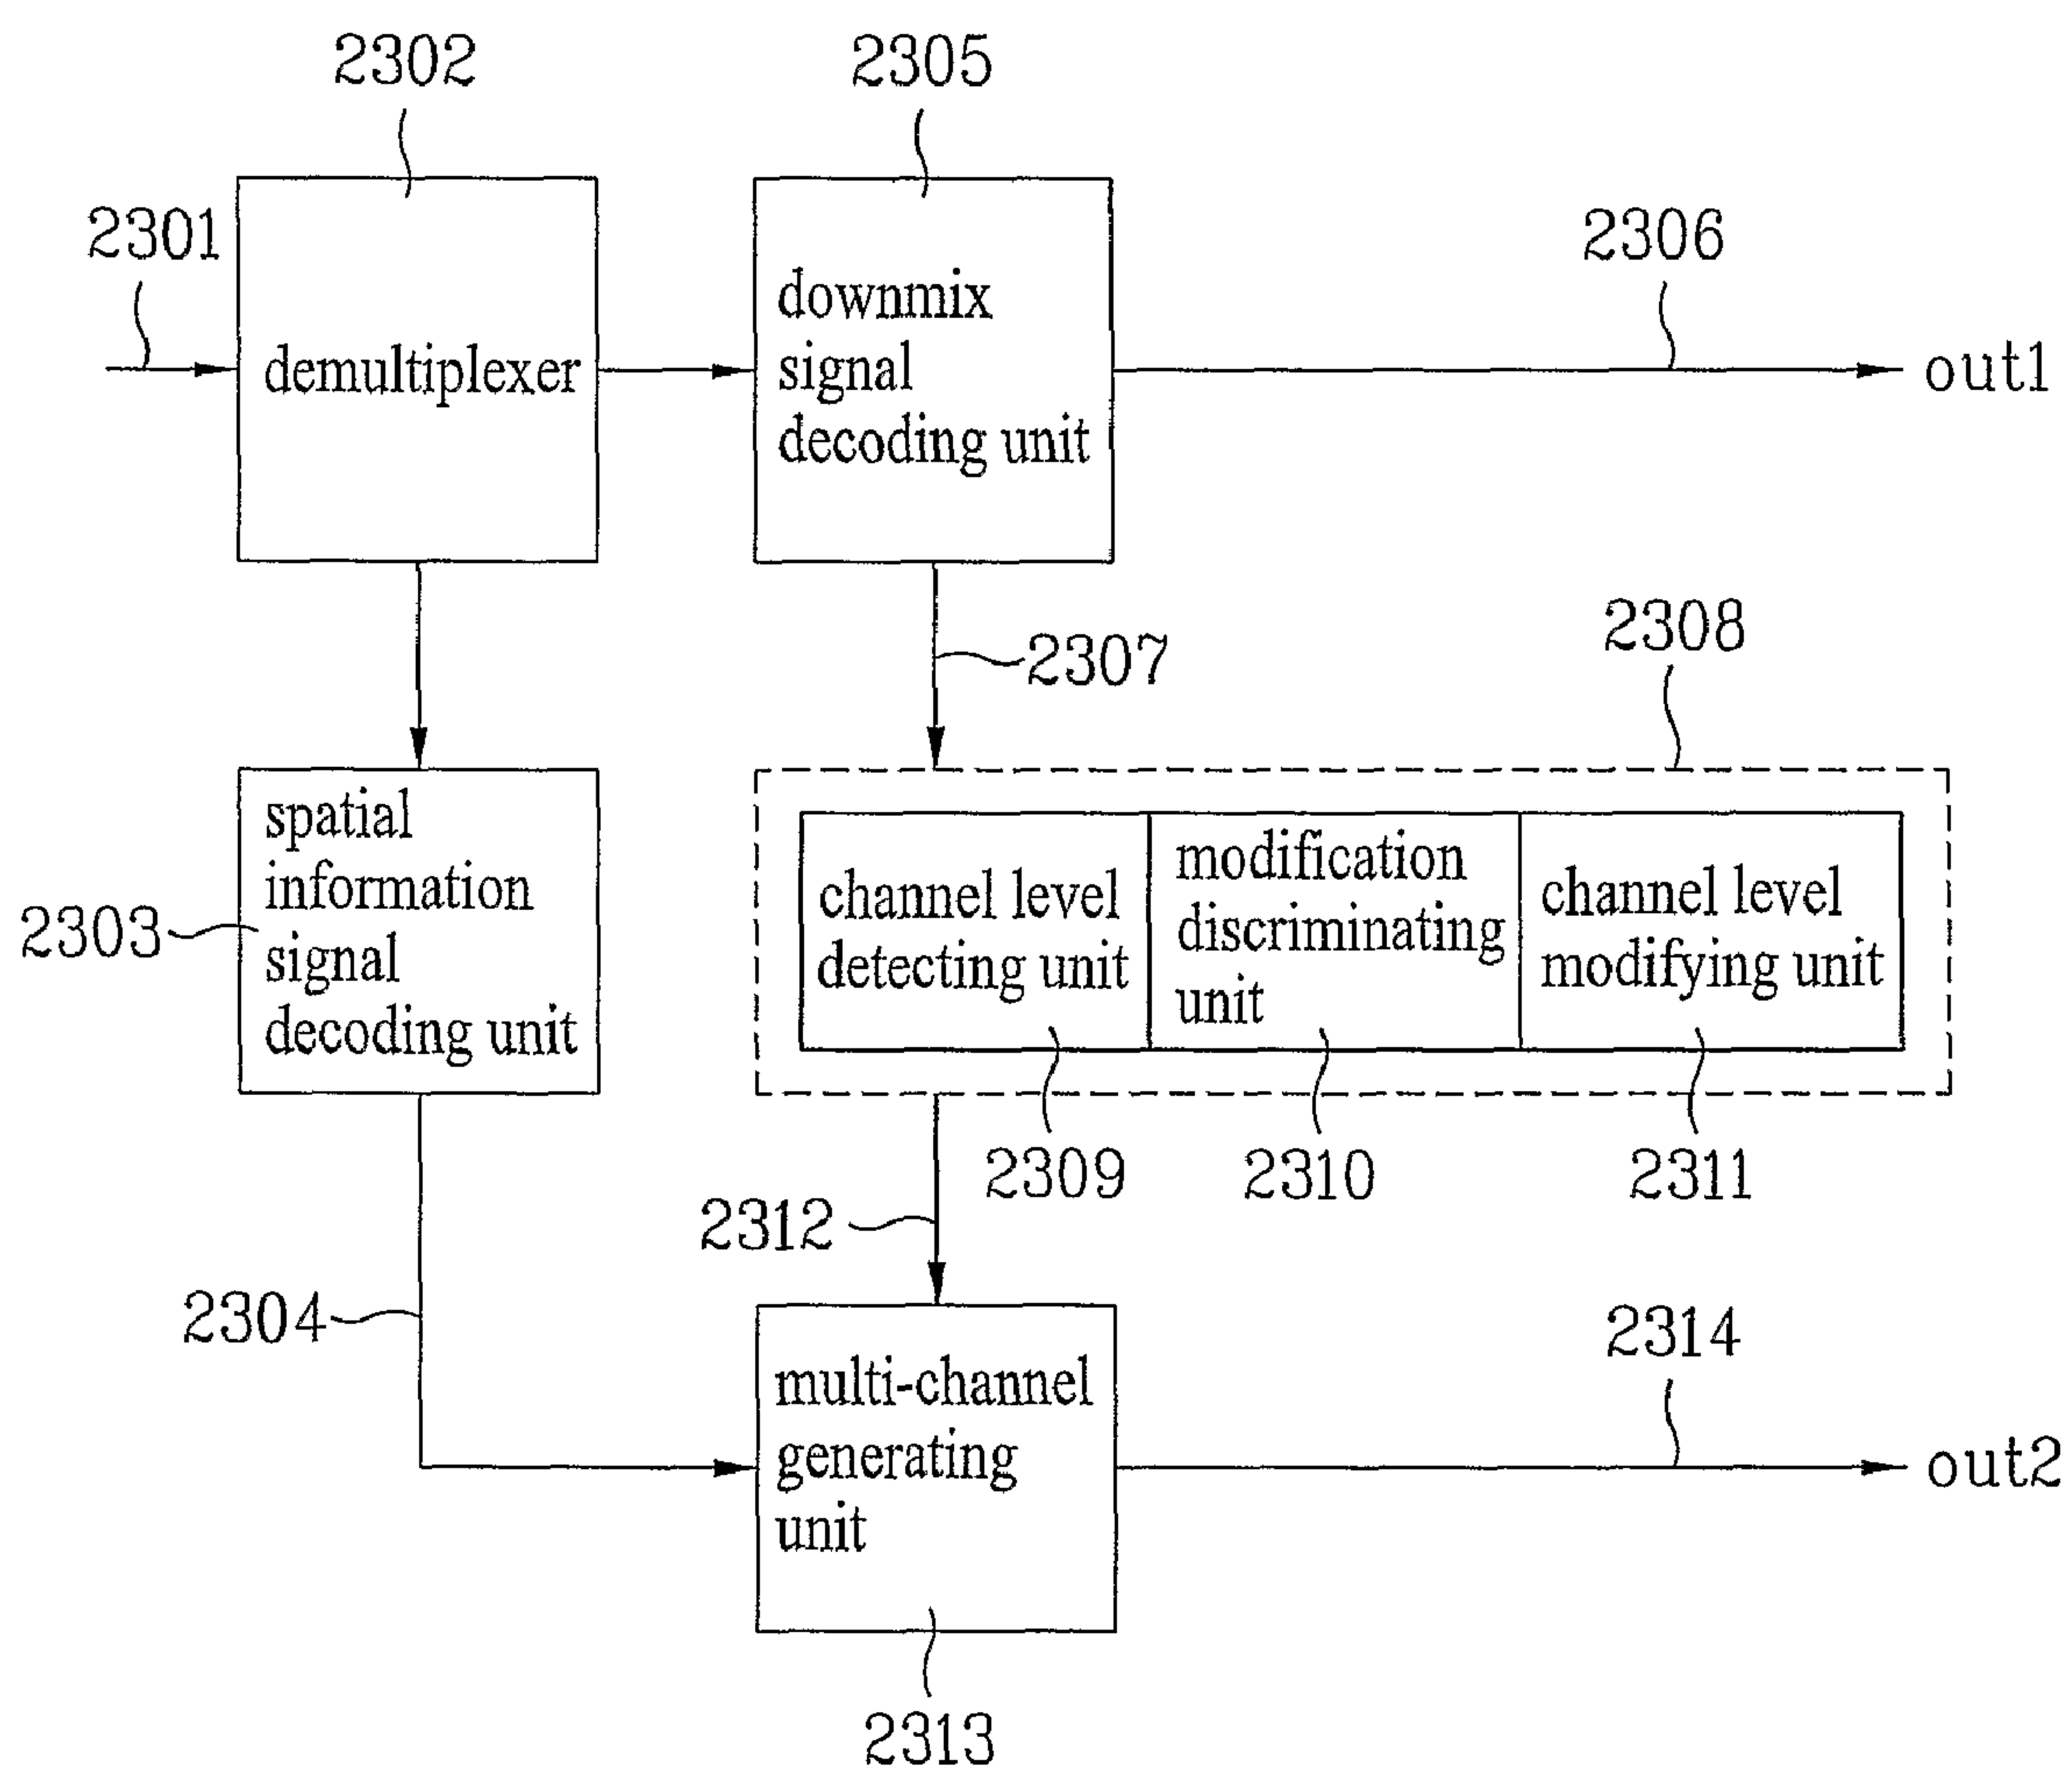 2302
2305
2301
2306
demultiplexer
downmix
signal
decoding unit
out1
2307
2308
spatial
information
signal
decoding unit
2303
channel level
detecting unit
modification
discriminating
unit
channel level
modifying unit
2309
2310
2311
2312
2304
2314
multi-channel
generating
unit
out2
2313